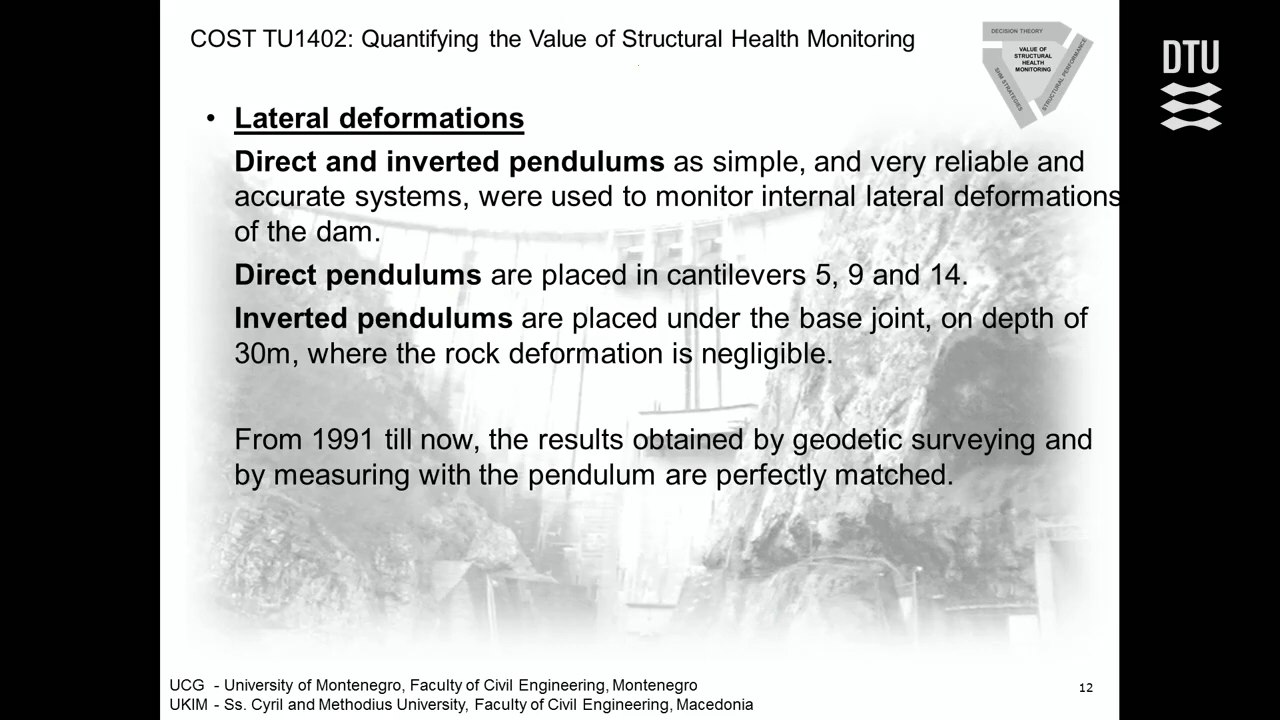 COST TU1402: Quantifying the Value of Structural Health Monitoring
DECISION THEORY
VALUE OF
STRUCTURAL
HEALTH
MONITORING
SHM STRATEGIES
STRUCTURAL PERFORMANCE
DTU
• Lateral deformations
Direct and inverted pendulums as simple, and very reliable and
accurate systems, were used to monitor internal lateral deformations
of the dam.
Direct pendulums are placed in cantilevers 5, 9 and 14.
Inverted pendulums are placed under the base joint, on depth of
30m, where the rock deformation is negligible.
From 1991 till now, the results obtained by geodetic surveying and
by measuring with the pendulum are perfectly matched.
UCG - University of Montenegro, Faculty of Civil Engineering, Montenegro
UKIM - Ss. Cyril and Methodius University, Faculty of Civil Engineering, Macedonia
12